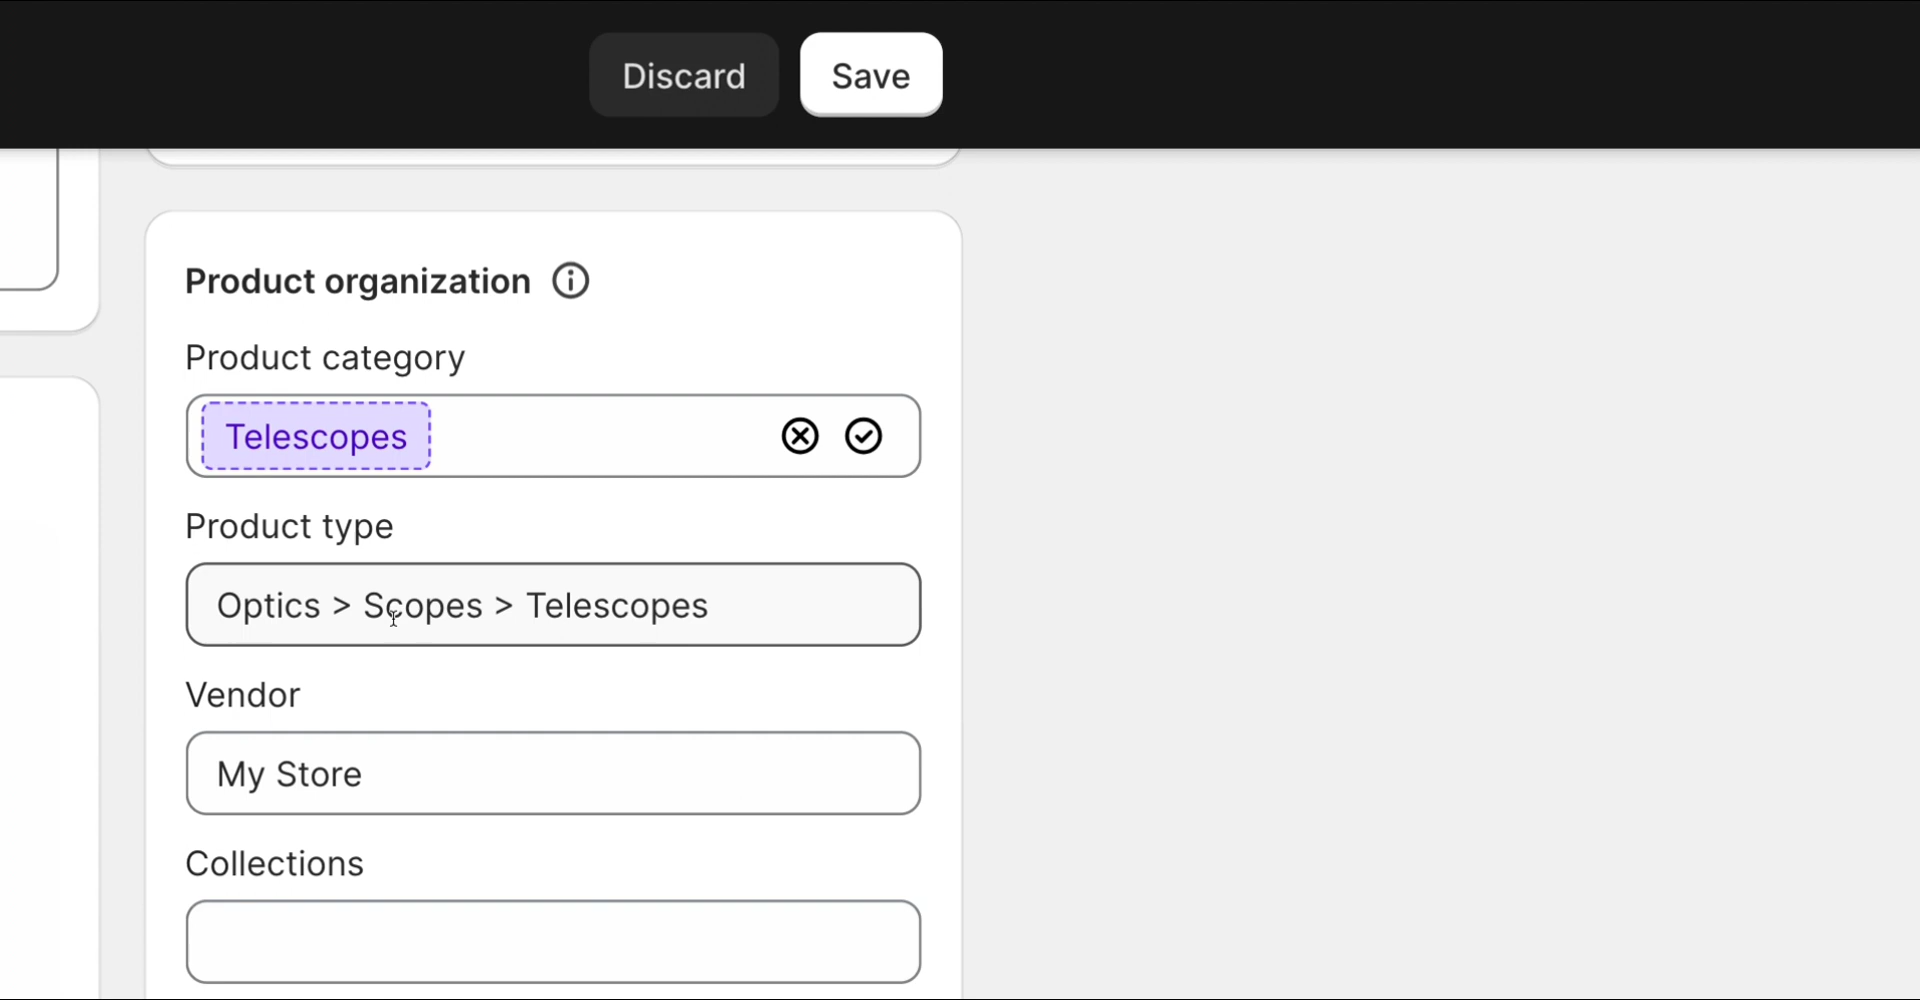 Discard
Save
Product organization
Product category
Telescopes
Product type
Optics > Scopes > Telescopes
Vendor
My Store
Collections